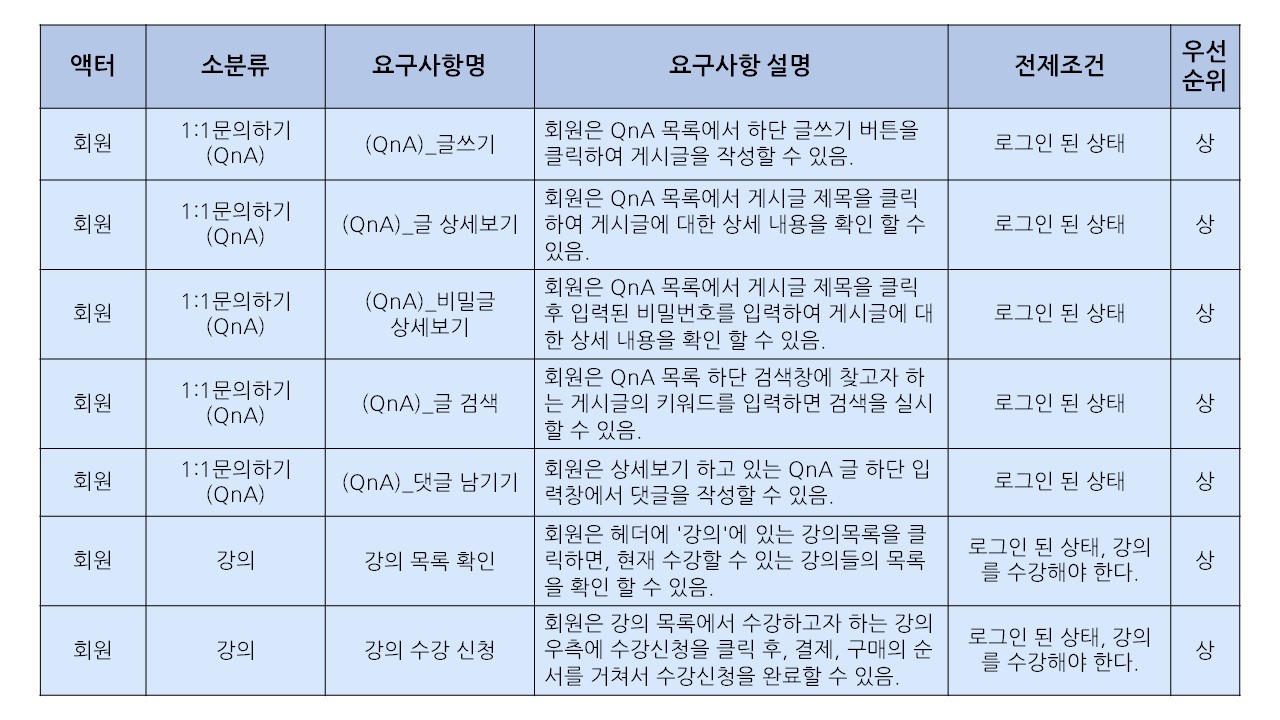 액터 소분류 요구사항명 요구사항 설명 전제조건 우선
순위
회원 1:1문의하기
(QnA) (QnA)_글쓰기 회원은 QnA 목록에서 하단 글쓰기 버튼을
클릭하여 게시글을 작성할 수 있음. 로그인 된 상태 상
회원 1:1문의하기
(QnA) (QnA)_글 상세보기 회원은 QnA 목록에서 게시글 제목을 클릭
하여 게시글에 대한 상세 내용을 확인 할 수
있음. 로그인 된 상태 상
회원 1:1문의하기
(QnA) (QnA)_비밀글
상세보기 회원은 QnA 목록에서 게시글 제목을 클릭
후 입력된 비밀번호를 입력하여 게시글에 대
한 상세 내용을 확인 할 수 있음. 로그인 된 상태 상
회원 1:1문의하기
(QnA) (QnA)_글 검색 회원은 QnA 목록 하단 검색창에 찾고자 하
는 게시글의 키워드를 입력하면 검색을 실시
할 수 있음. 로그인 된 상태 상
회원 1:1문의하기
(QnA) (QnA)_댓글 남기기 회원은 상세보기 하고 있는 QnA 글 하단 입
력창에서 댓글을 작성할 수 있음. 로그인 된 상태 상
회원 강의 강의 목록 확인 회원은 헤더에 '강의'에 있는 강의목록을 클
릭하면, 현재 수강할 수 있는 강의들의 목록
을 확인 할 수 있음. 로그인 된 상태, 강의
를 수강해야 한다. 상
회원 강의 강의 수강 신청 회원은 강의 목록에서 수강하고자 하는 강의
우측에 수강신청을 클릭 후, 결제, 구매의 순
서를 거쳐서 수강신청을 완료할 수 있음. 로그인 된 상태, 강의
를 수강해야 한다. 상